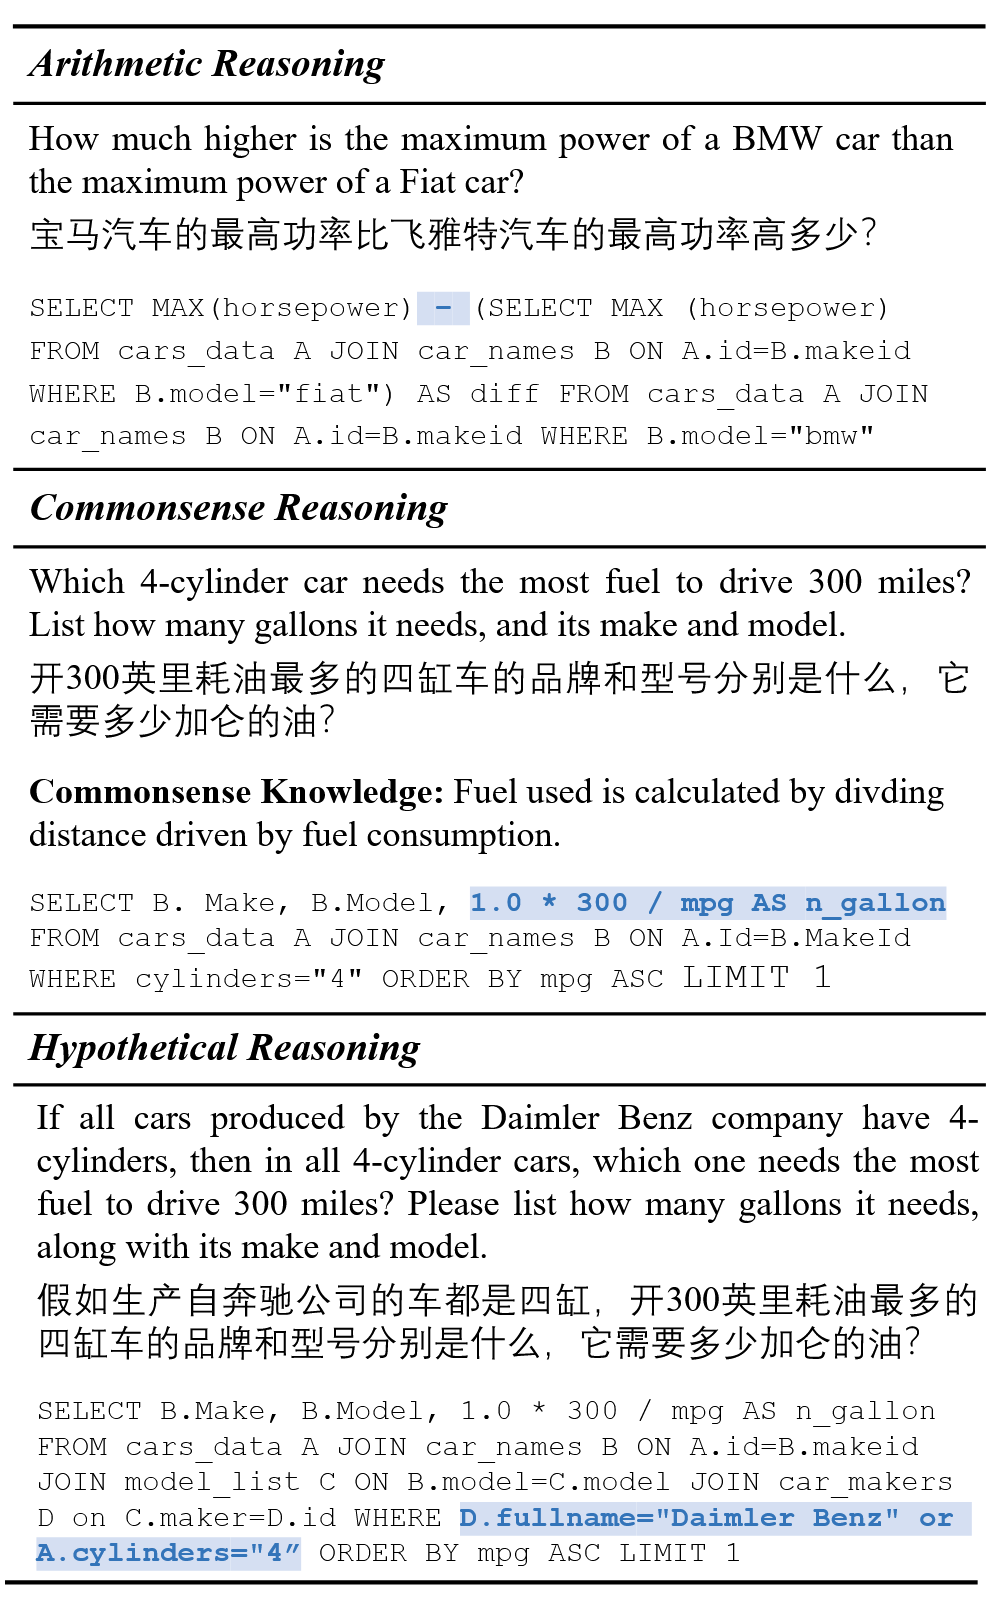 Arithmetic Reasoning
How much higher is the maximum power of a BMW car than
the maximum power of a Fiat car?
宝马汽车的最高功率比飞雅特汽车的最高功率高多少？
SELECT MAX(horsepower) - (SELECT MAX (horsepower)
FROM cars_data A JOIN car_names B ON A.id=B.makeid
WHERE B.model="fiat") AS diff FROM cars_data A JOIN
car_names B ON A.id=B.makeid WHERE B.model="bmw"
Commonsense Reasoning
Which 4-cylinder car needs the most fuel to drive 300 miles?
List how many gallons it needs, and its make and model.
开300英里耗油最多的四缸车的品牌和型号分别是什么，它
需要多少加仑的油？
Commonsense Knowledge: Fuel used is calculated by divding
distance driven by fuel consumption.
SELECT B. Make, B.Model, 1.0 * 300 / mpg AS n_gallon
FROM cars_data A JOIN car_names B ON A.Id=B.MakeId
WHERE cylinders="4" ORDER BY mpg ASC LIMIT 1
Hypothetical Reasoning
If all cars produced by the Daimler Benz company have 4-
cylinders, then in all 4-cylinder cars, which one needs the most
fuel to drive 300 miles? Please list how many gallons it needs,
along with its make and model.
假如生产自奔驰公司的车都是四缸，开300英里耗油最多的
四缸车的品牌和型号分别是什么，它需要多少加仑的油？
SELECT B.Make, B.Model, 1.0 * 300 / mpg AS n_gallon
FROM cars_data A JOIN car_names B ON A.id=B.makeid
JOIN model_list C ON B.model=C.model JOIN car_makers
D on C.maker=D.id WHERE D.fullname="Daimler Benz" or
A.cylinders="4” ORDER BY mpg ASC LIMIT 1